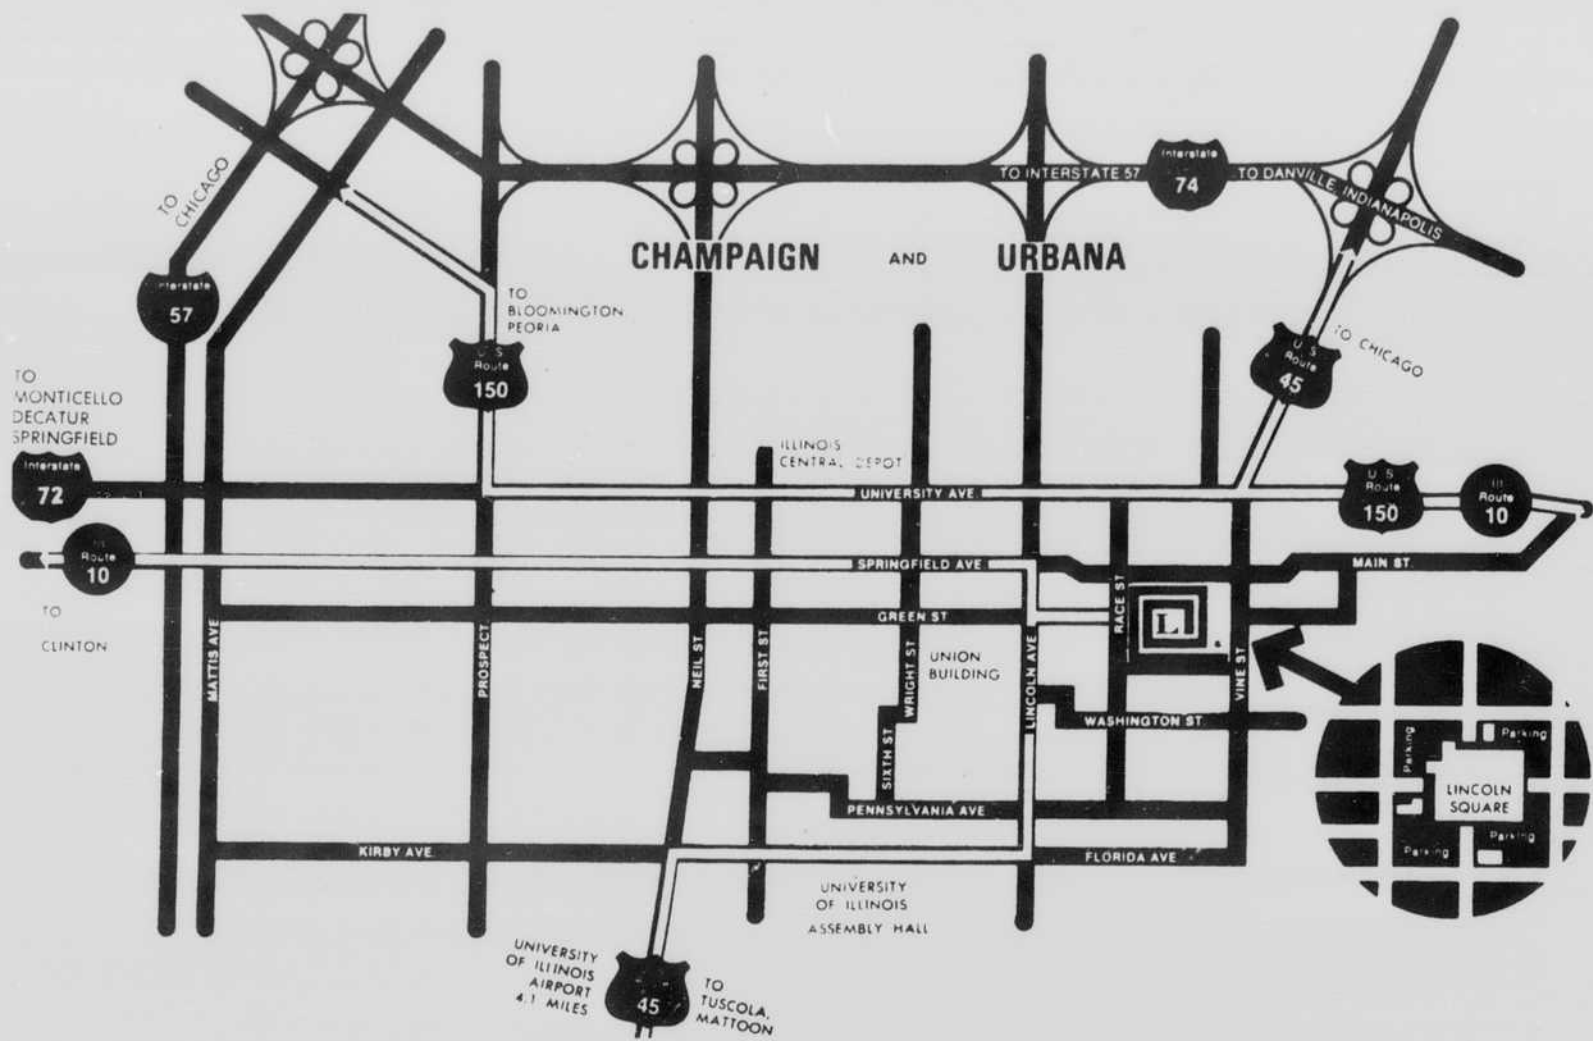 TO INTERSTATE 57
Interstate
74
TO DANVILLE, INDIANAPOLIS
TO
CHICAGO
CHAMPAIGN AND URBANA
Interstate
57
TO
BLOOMINGTON
PEORIA
U S
Route
150
TO CHICAGO
U S
Route
45
TO
MONTICELLO
DECATUR
SPRINGFIELD
Interstate
72
ILLINOIS
CENTRAL DEPOT
UNIVERSITY AVE
U S
Route
150
Ill
Route
10
Ill
Route
10
SPRINGFIELD AVE
MAIN ST
TO
CLINTON
GREEN ST
RACE ST
L
MATTIS AVE
PROSPECT
NEIL ST
FIRST ST
WRIGHT ST
UNION
BUILDING
LINCOLN AVE
VINE ST
WASHINGTON ST
SIXTH ST
PENNSYLVANIA AVE
KIRBY AVE
FLORIDA AVE
Parking
Parking
LINCOLN
SQUARE
Parking
Parking
UNIVERSITY
OF ILLINOIS
ASSEMBLY HALL
UNIVERSITY
OF ILLINOIS
AIRPORT
4.1 MILES
45
TO
TUSCOLA,
MATTOON